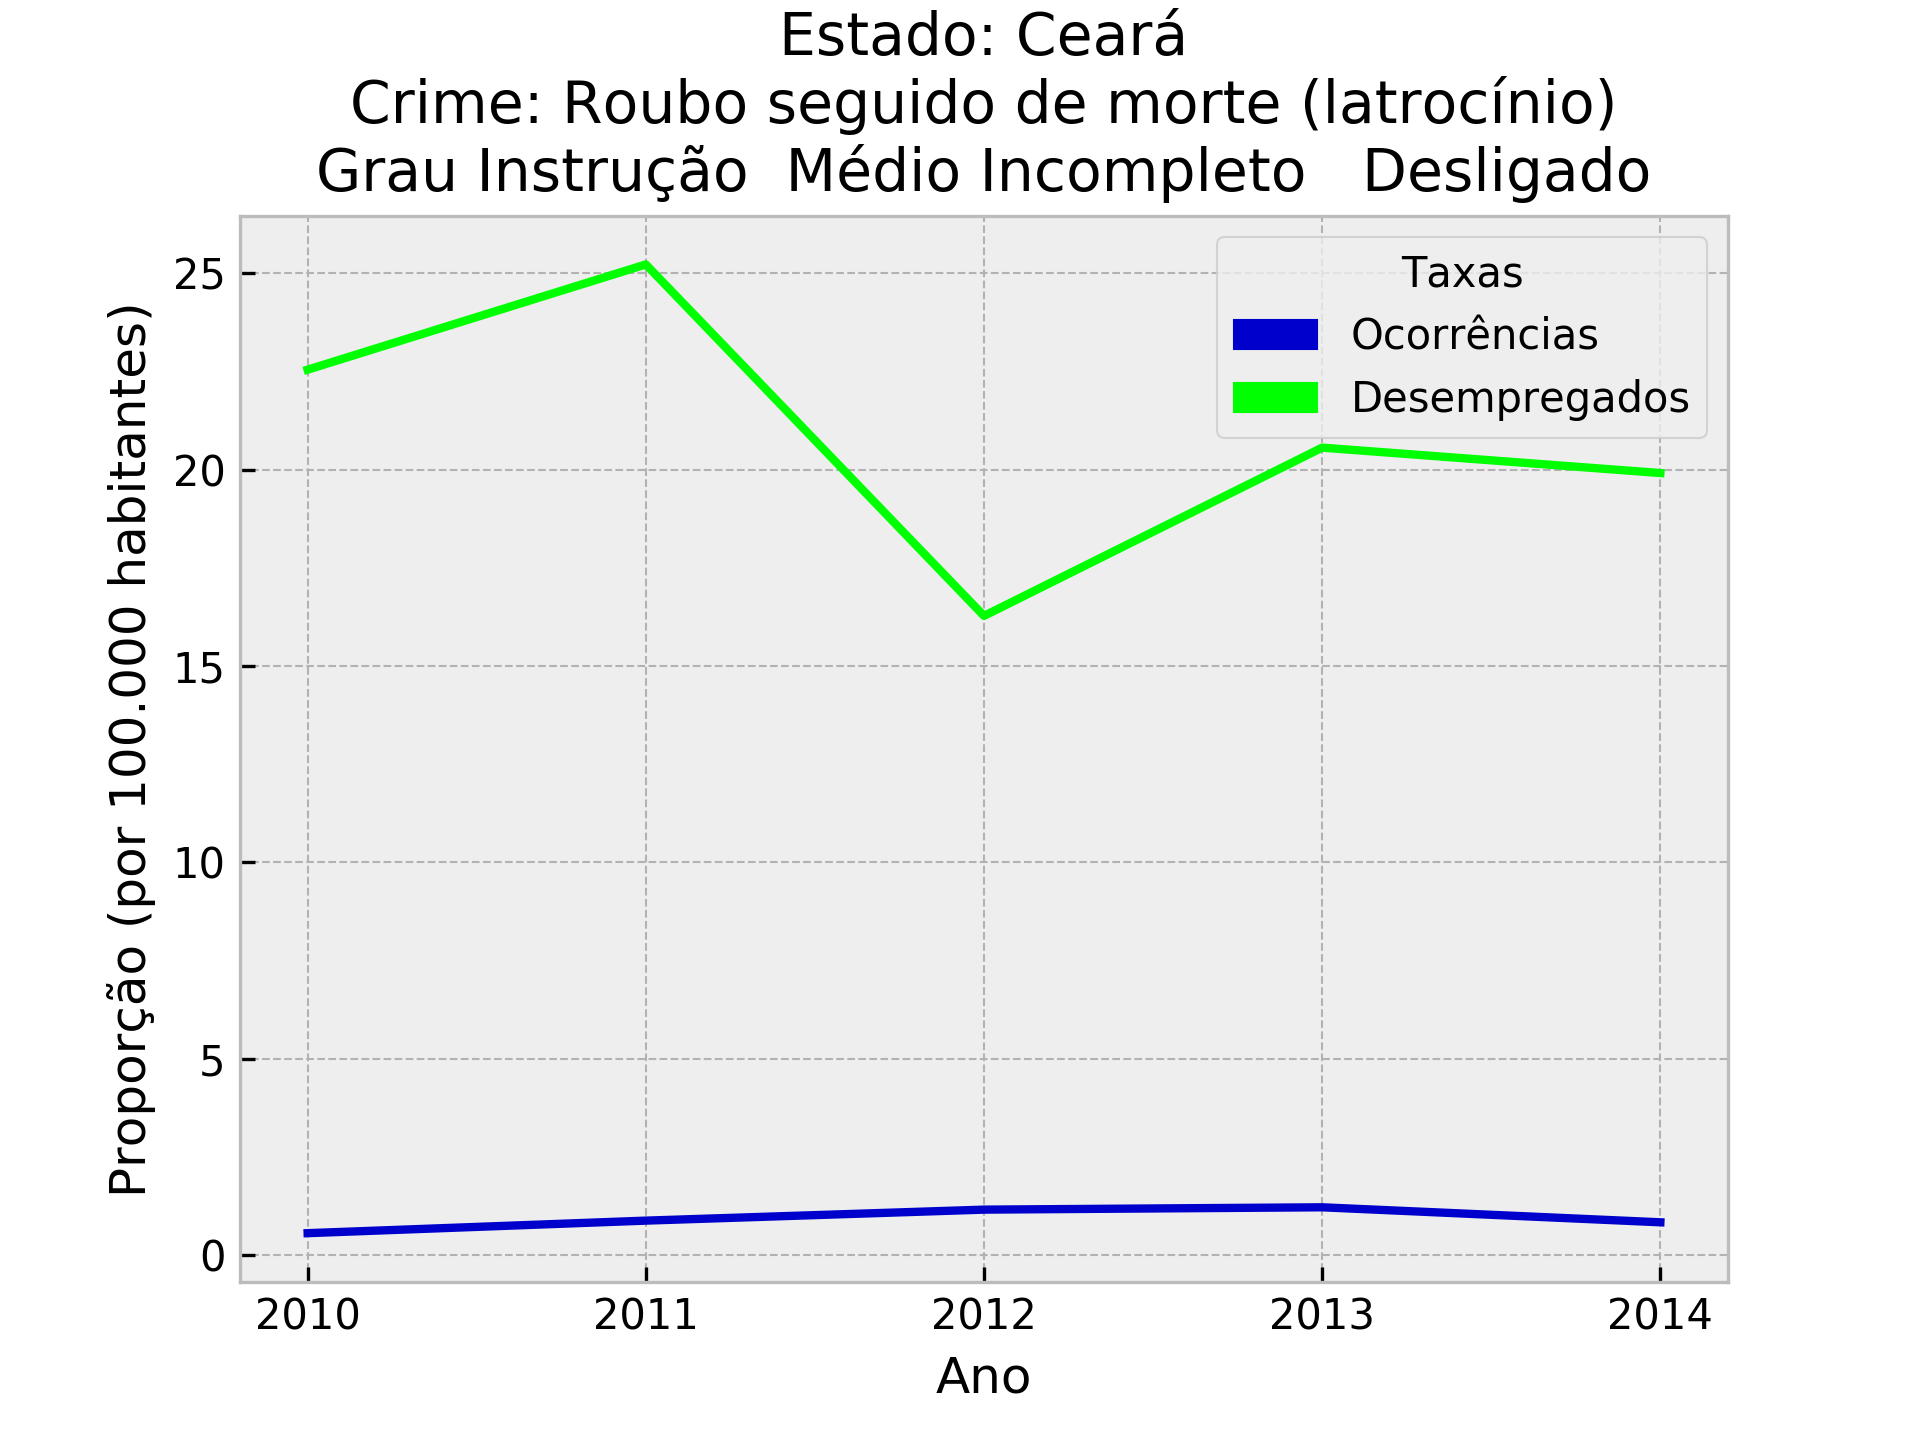 Estado: Ceará
Crime: Roubo seguido de morte (latrocínio)
Grau Instrução  Médio Incompleto   Desligado
Proporção (por 100.000 habitantes)
25
20
15
10
5
0
Taxas
Ocorrências
Desempregados
2010 2011 2012 2013 2014
Ano